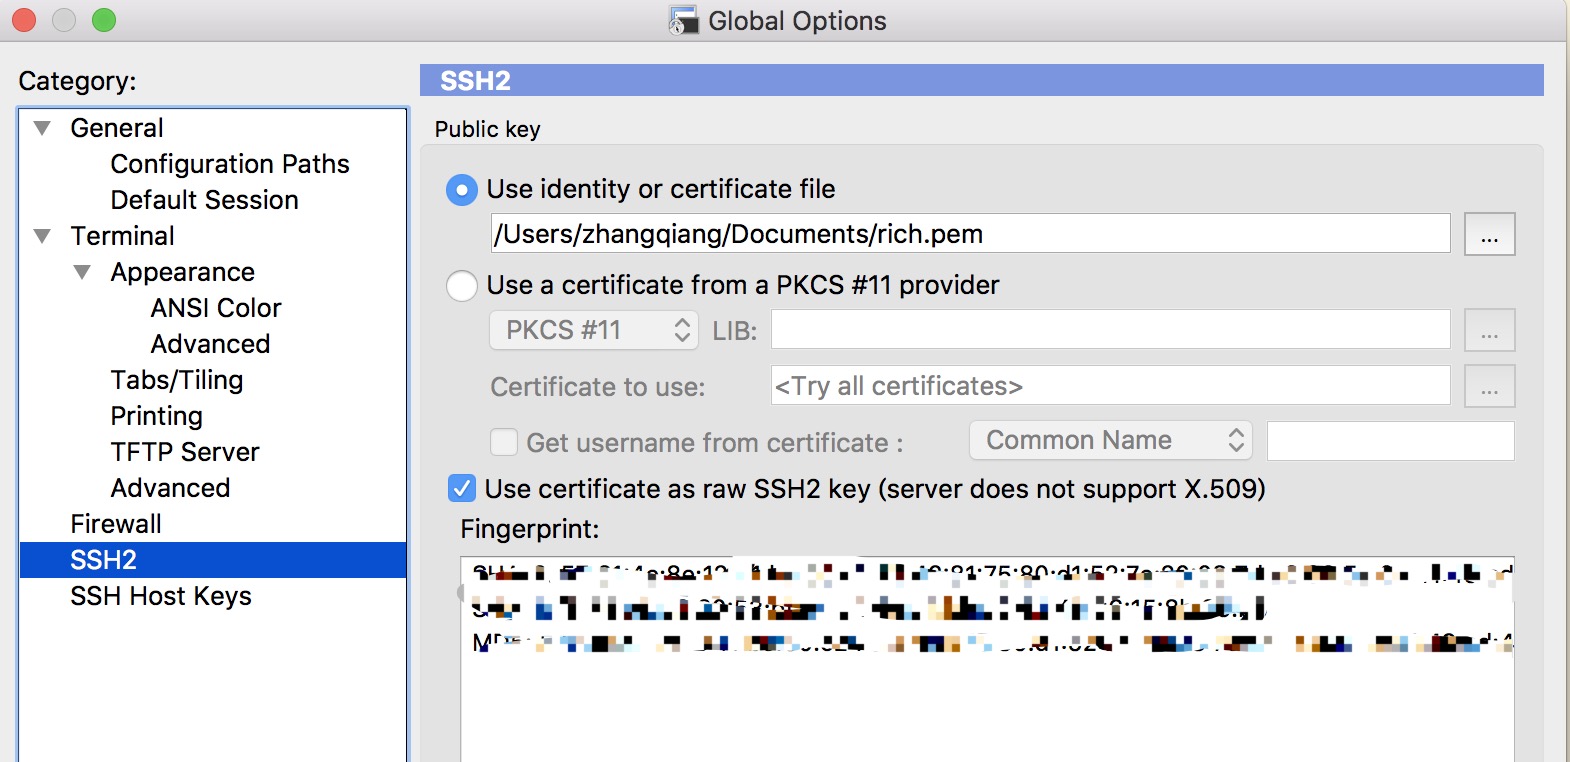 Global Options
Category:
General
Configuration Paths
Default Session
Terminal
Appearance
ANSI Color
Advanced
Tabs/Tiling
Printing
TFTP Server
Advanced
Firewall
SSH2
SSH Host Keys
SSH2
Public key
Use identity or certificate file
/Users/zhangqiang/Documents/rich.pem
...
Use a certificate from a PKCS #11 provider
PKCS #11 LIB:
...
Certificate to use: <Try all certificates>
...
Get username from certificate : Common Name
Use certificate as raw SSH2 key (server does not support X.509)
Fingerprint: